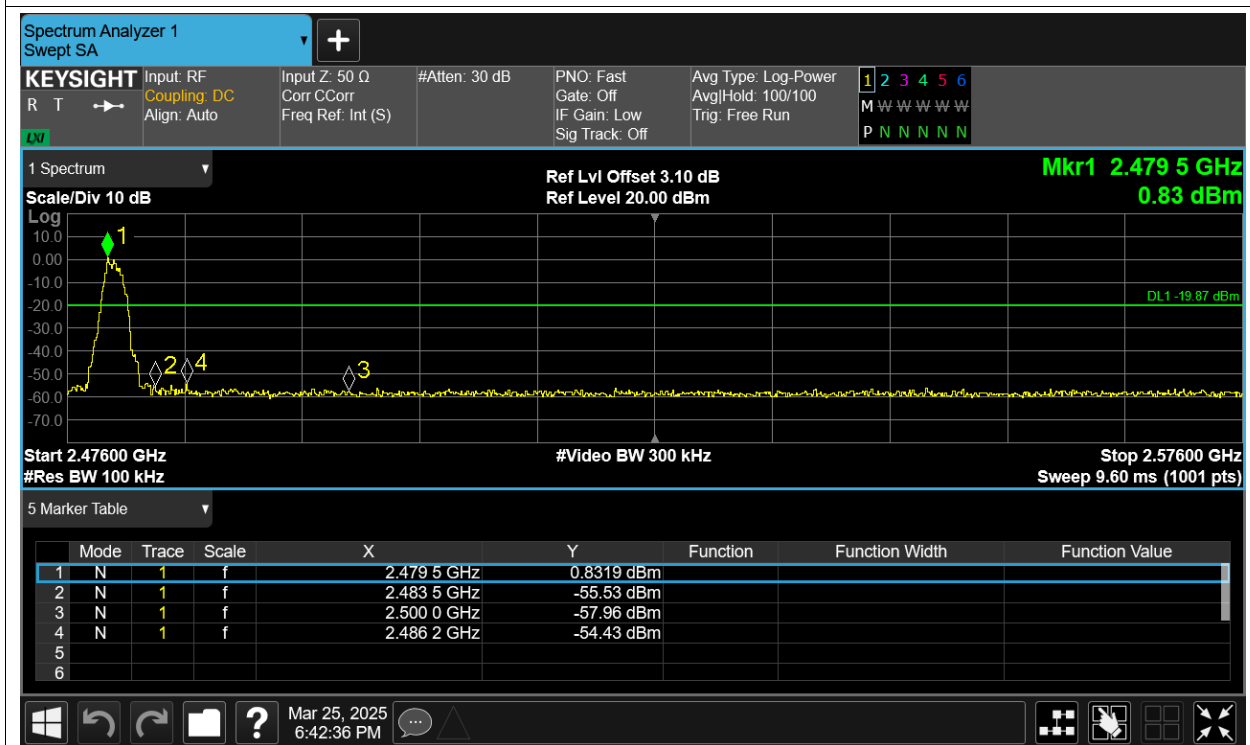 Spectrum Analyzer 1
Swept SA
KEYSIGHT
R T
LXI
Input: RF
Coupling: DC
Align: Auto
Input Z: 50 Ω
Corr CCorr
Freq Ref: Int (S)
#Atten: 30 dB
PNO: Fast
Gate: Off
IF Gain: Low
Sig Track: Off
Avg Type: Log-Power
Avg|Hold: 100/100
Trig: Free Run
1 2 3 4 5 6
M W W W W W
P N N N N N
1 Spectrum
Scale/Div 10 dB
Ref Lvl Offset 3.10 dB
Ref Level 20.00 dBm
Mkr1 2.479 5 GHz
0.83 dBm
Log
10.0
0.00
-10.0
-20.0
-30.0
-40.0
-50.0
-60.0
-70.0
1
2
4
3
DL1 -19.87 dBm
Start 2.47600 GHz
#Video BW 300 kHz
Stop 2.57600 GHz
#Res BW 100 kHz
Sweep 9.60 ms (1001 pts)
5 Marker Table
Mode Trace Scale X Y Function Function Width Function Value
1 N 1 f 2.479 5 GHz 0.8319 dBm
2 N 1 f 2.483 5 GHz -55.53 dBm
3 N 1 f 2.500 0 GHz -57.96 dBm
4 N 1 f 2.486 2 GHz -54.43 dBm
5
6
?
Mar 25, 2025
6:42:36 PM